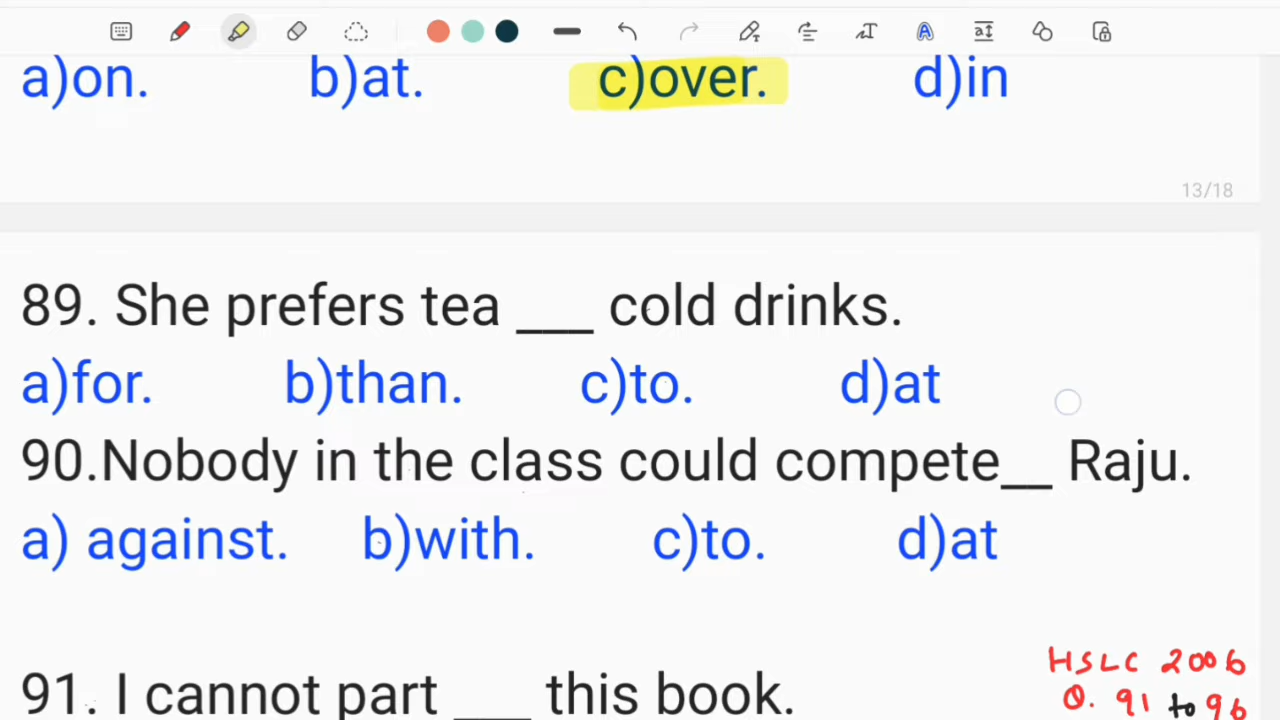 a)on. b)at. c)over. d)in
13/18
89. She prefers tea ___ cold drinks.
a)for. b)than. c)to. d)at
90.Nobody in the class could compete__ Raju.
a) against. b)with. c)to. d)at
HSLC 2006
91. I cannot part ___ this book.
Q. 91 to 96